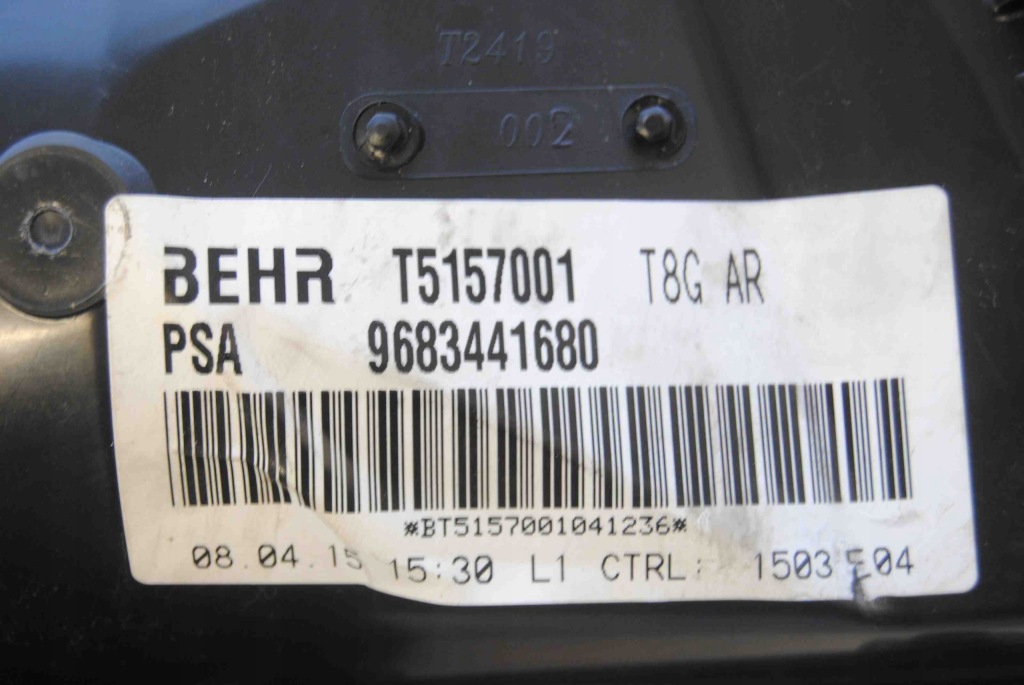 T2419
002
BEHR T5157001 T8G AR
PSA 9683441680
*BT5157001041236*
08.04.15 15:30 L1 CTRL: 1503 E04